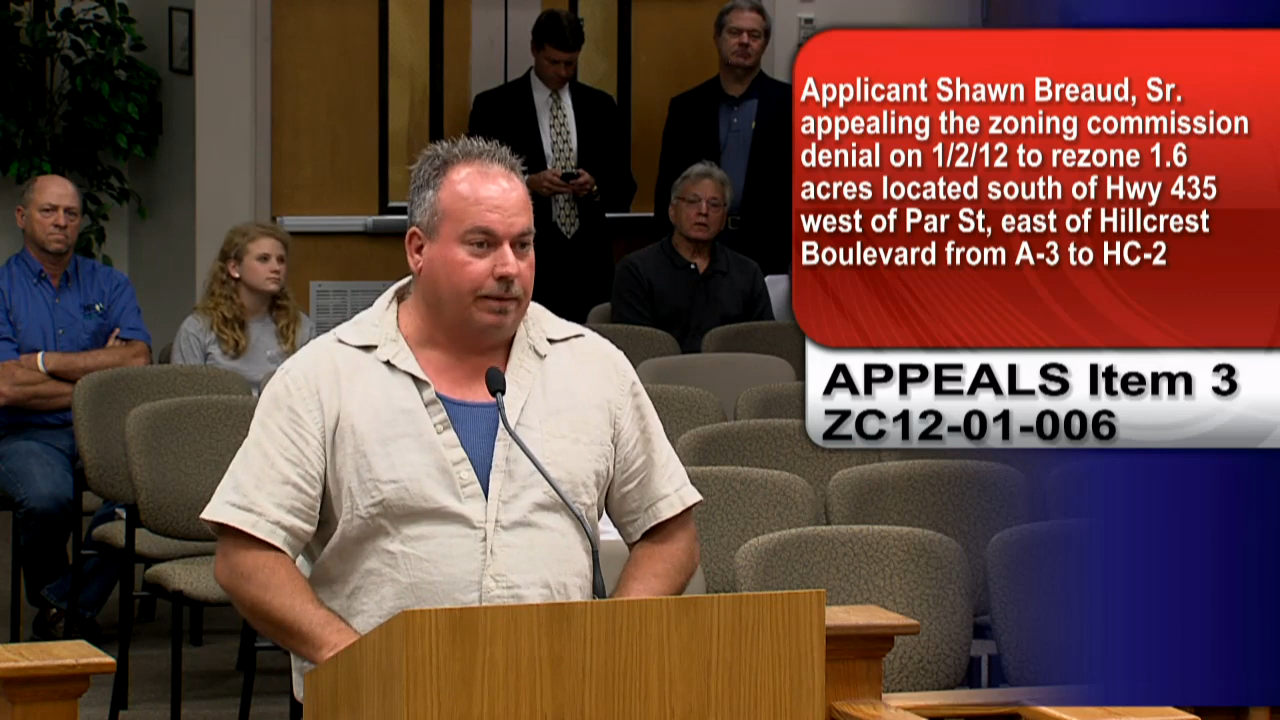 Applicant Shawn Breaud, Sr.
appealing the zoning commission
denial on 1/2/12 to rezone 1.6
acres located south of Hwy 435
west of Par St, east of Hillcrest
Boulevard from A-3 to HC-2
APPEALS Item 3
ZC12-01-006